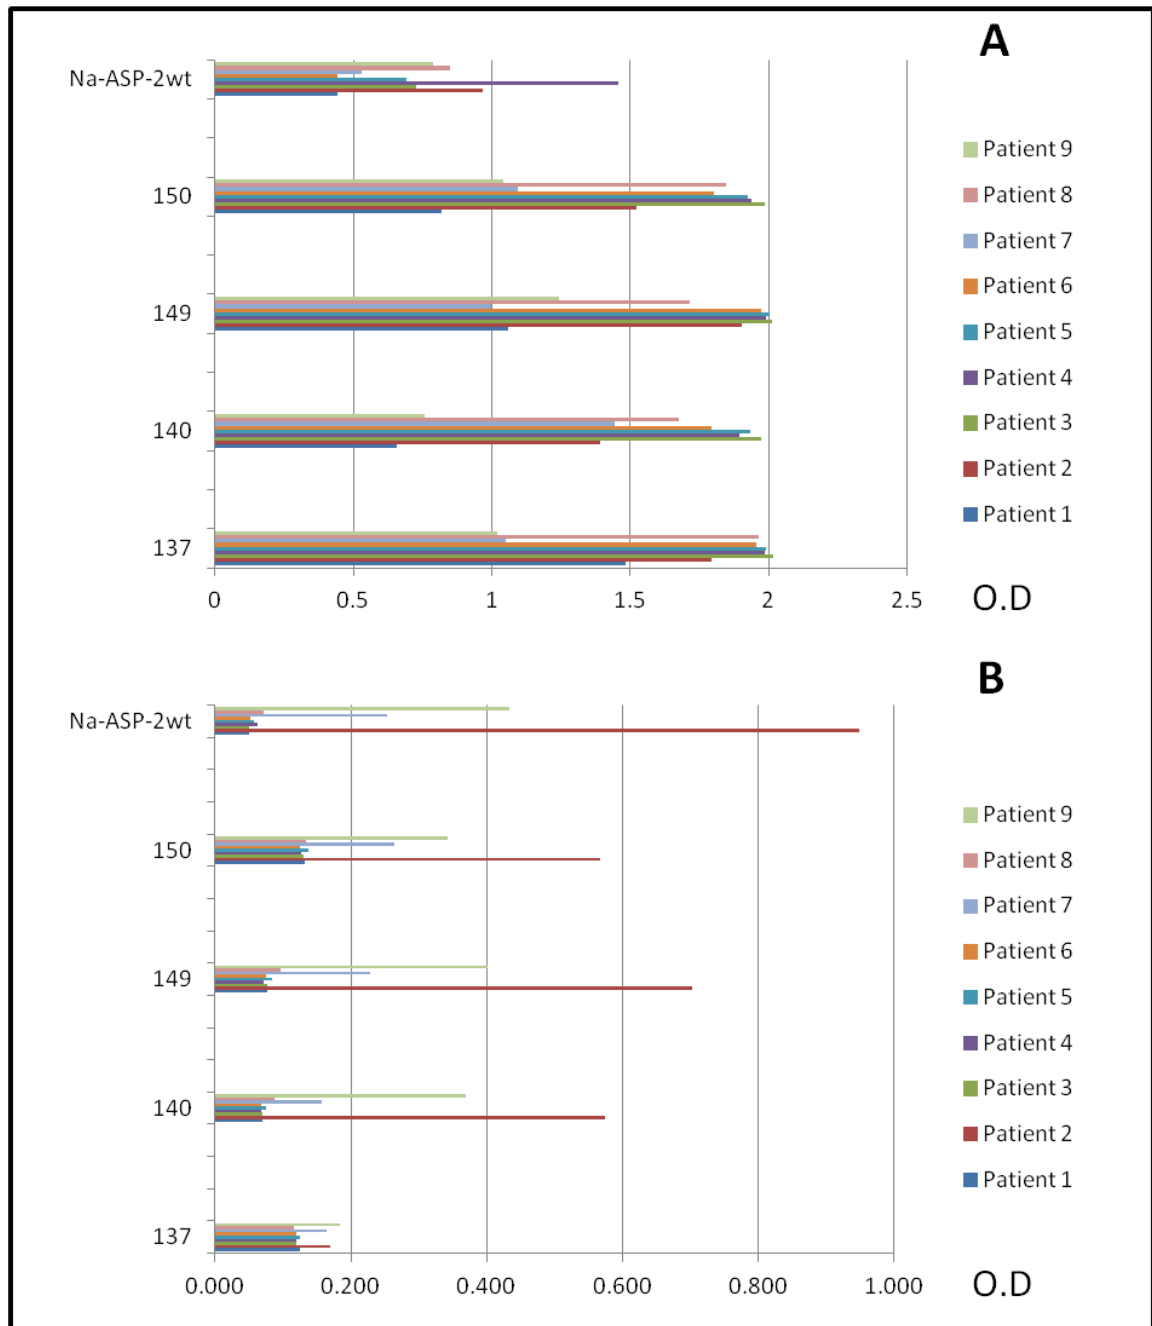 A
Na-ASP-2wt
150
149
140
137
0 0.5 1 1.5 2 2.5 O.D
Patient 9
Patient 8
Patient 7
Patient 6
Patient 5
Patient 4
Patient 3
Patient 2
Patient 1
B
Na-ASP-2wt
150
149
140
137
0.000 0.200 0.400 0.600 0.800 1.000 O.D
Patient 9
Patient 8
Patient 7
Patient 6
Patient 5
Patient 4
Patient 3
Patient 2
Patient 1